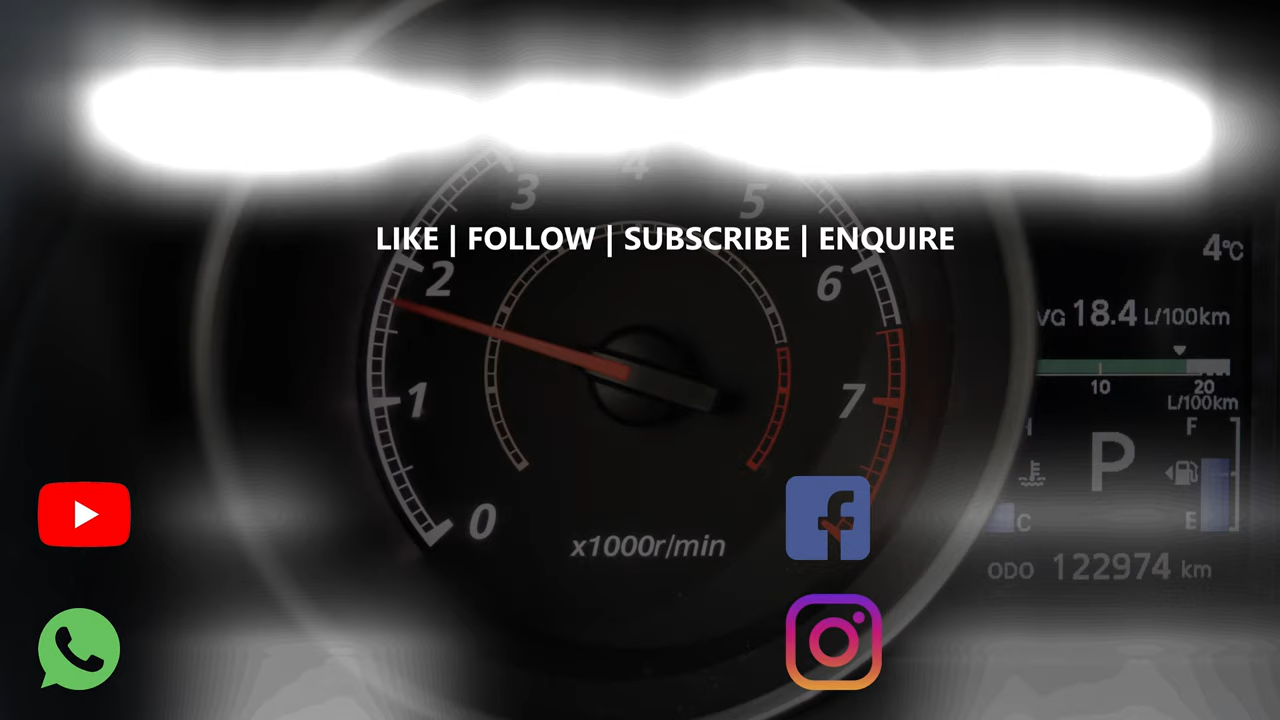 3 4 5
LIKE | FOLLOW | SUBSCRIBE | ENQUIRE
4°C
2 6
VG 18.4 L/100km
10 20
L/100km
1 7
F
P
0 C E
x1000r/min
ODO 122974 km